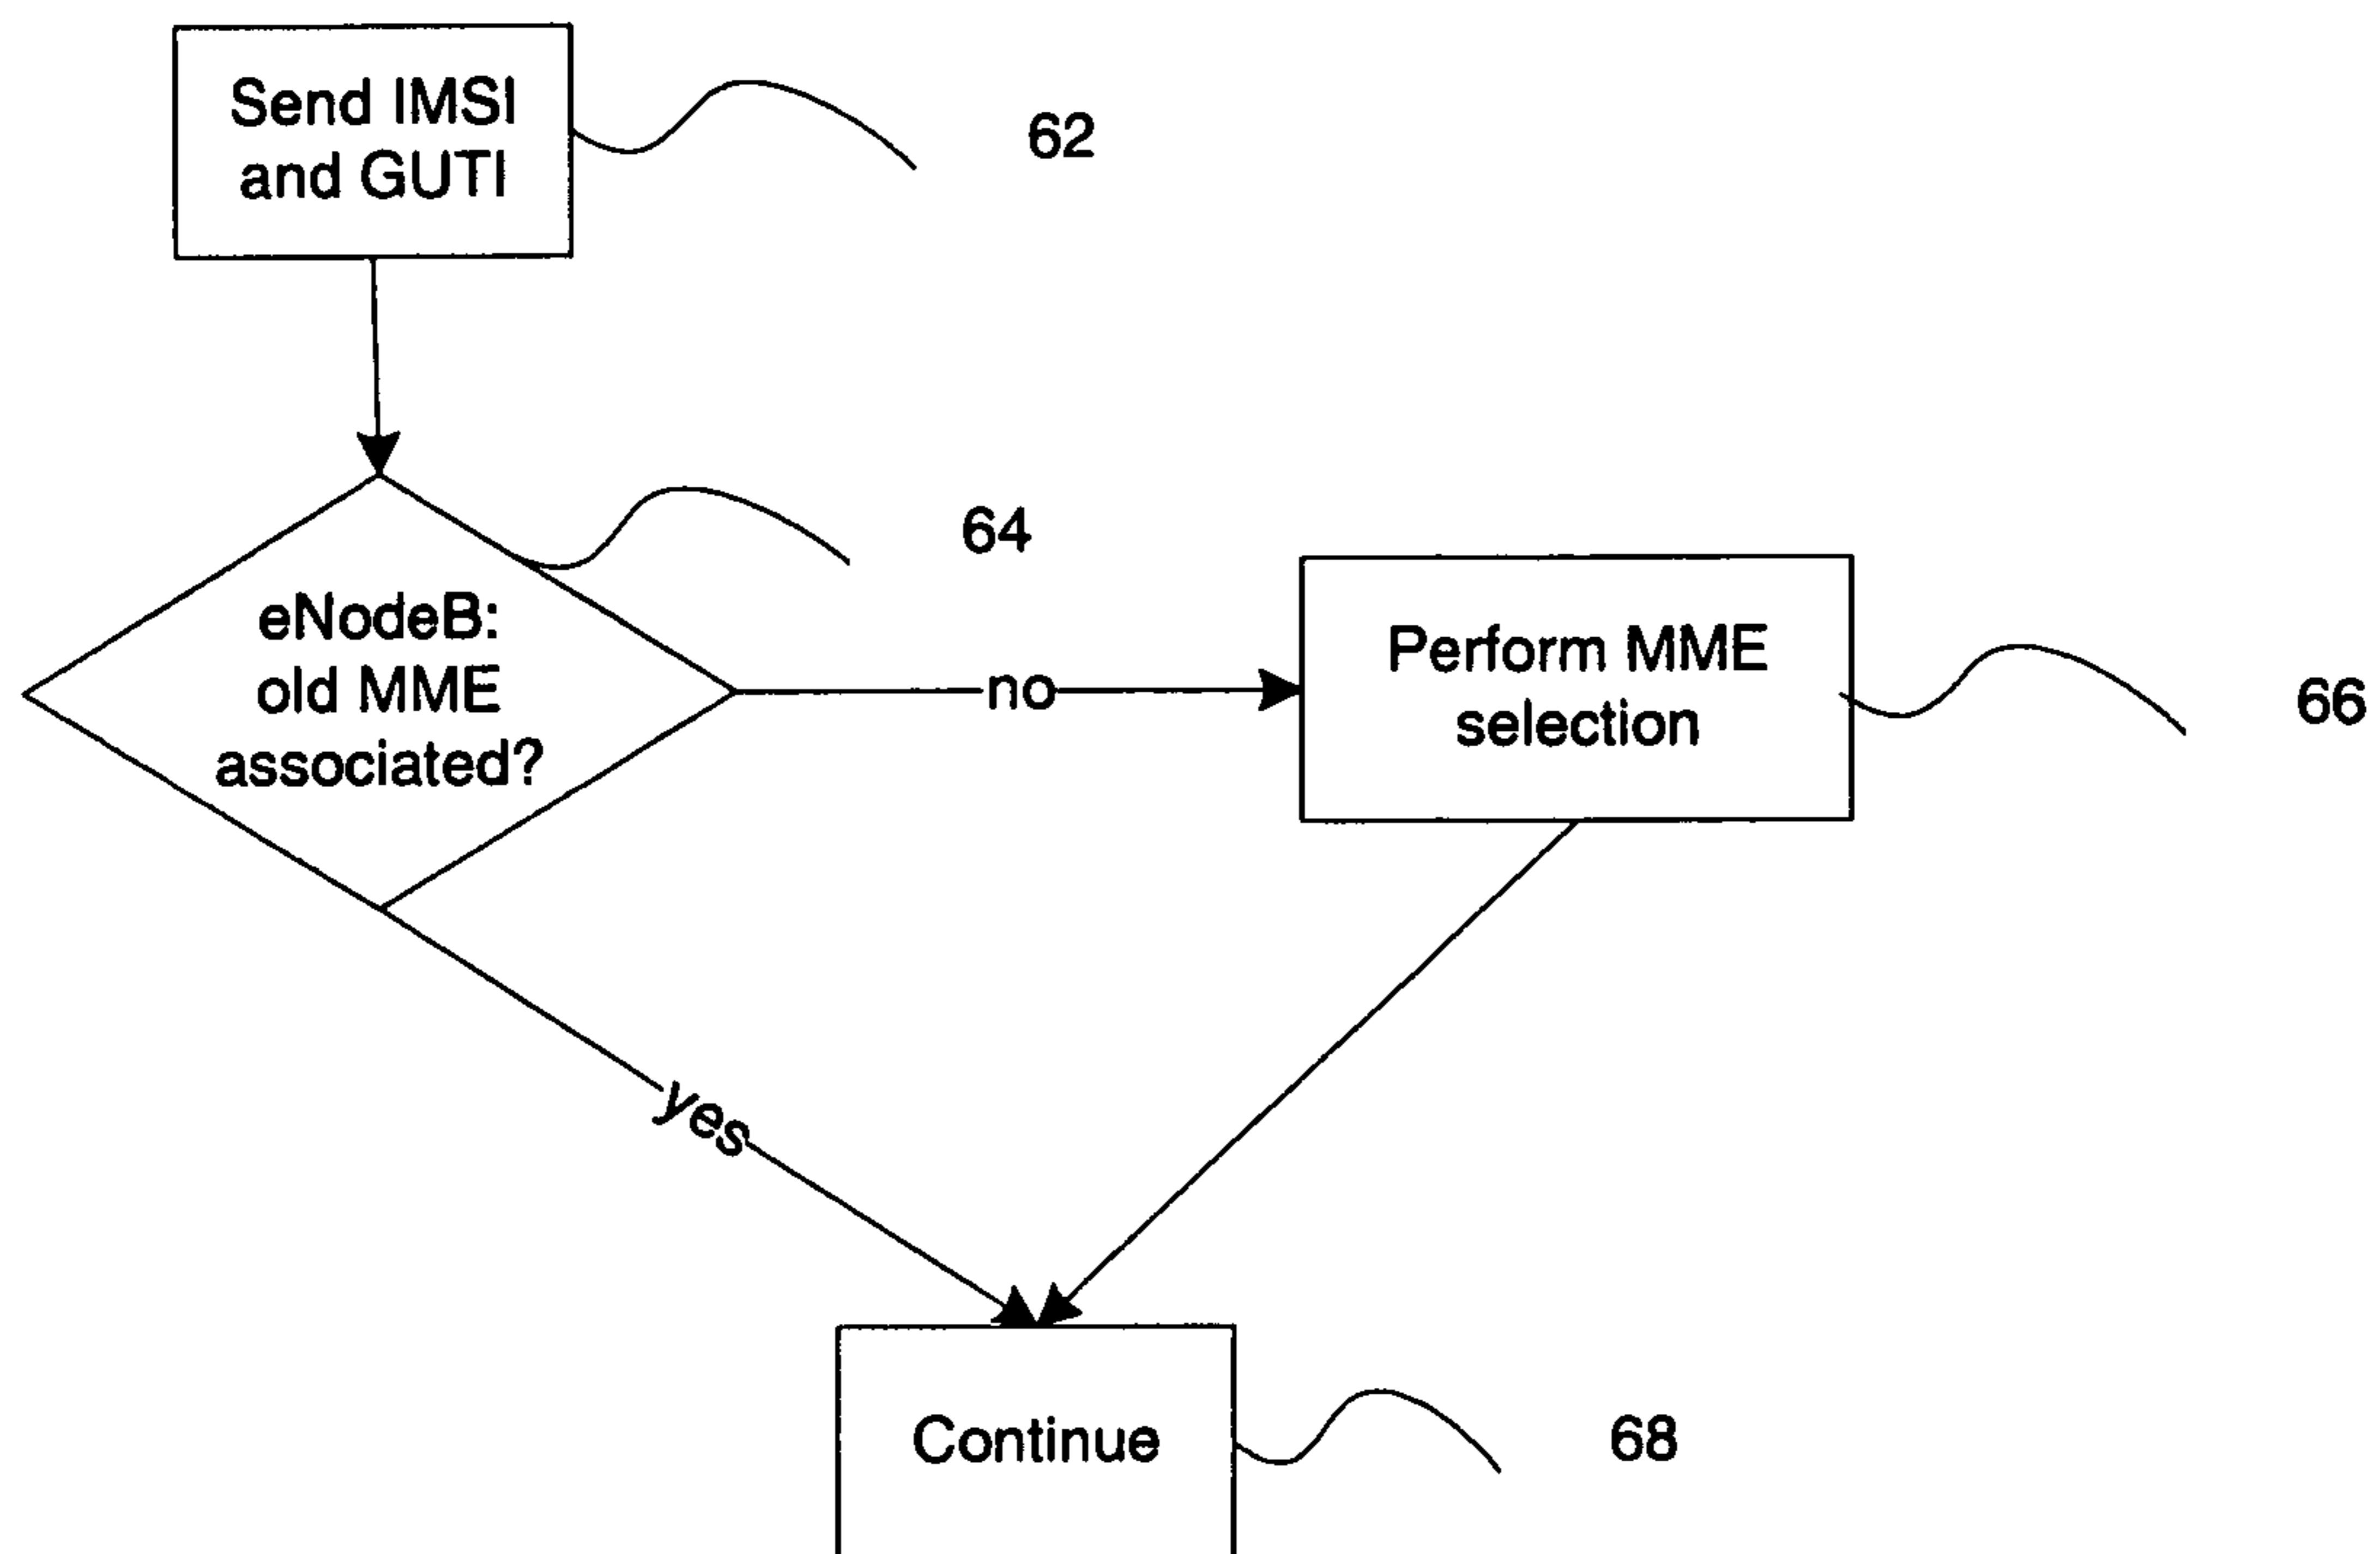 Send IMSI
and GUTI
62
64
eNodeB:
old MME
associated?
no
Perform MME
selection
66
yes
Continue
68